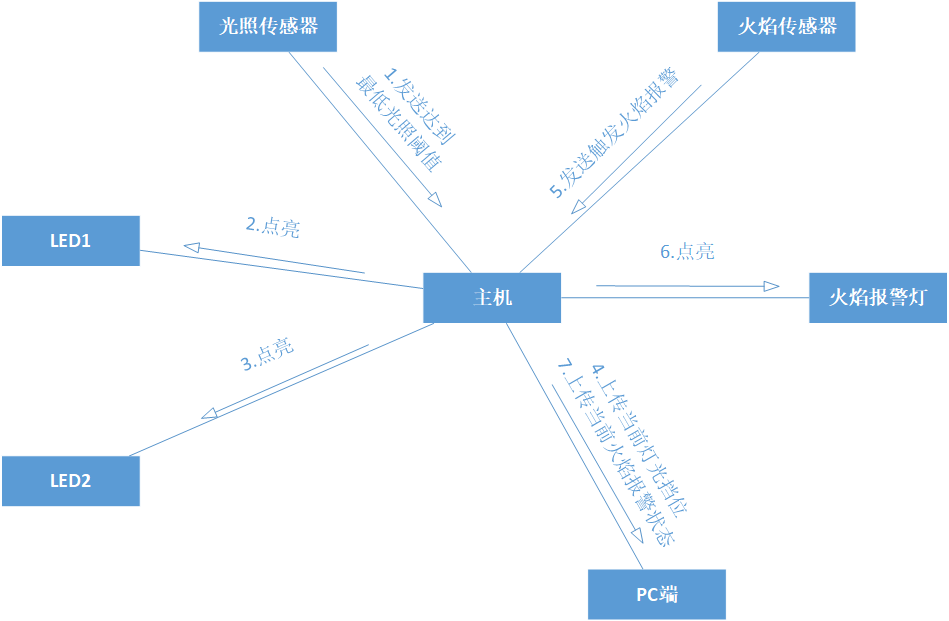 光照传感器
火焰传感器
1.发送达到
最低光照阈值
5.发送触发火焰报警
LED1
2.点亮
6.点亮
主机
火焰报警灯
3.点亮
4.上传当前灯光挡位
7.上传当前火焰报警状态
LED2
PC端